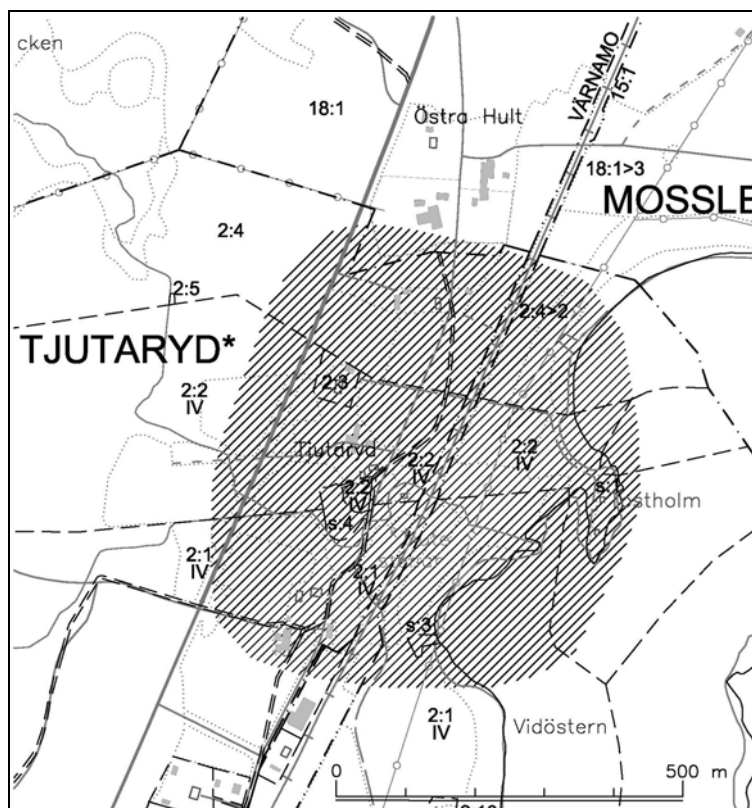 cken
18:1
Östra Hult
VÄRNAMO
15:1
18:1>3
MOSSLE
2:4
2:5
2:4>2
TJUTARYD*
2:3
2:2
IV
Tjutaryd
2:2
IV
2:2
IV
2:2
IV
s:1
s:4
2:1
IV
2:1
IV
s:3
2:1
IV
Vidöstern
0
500 m